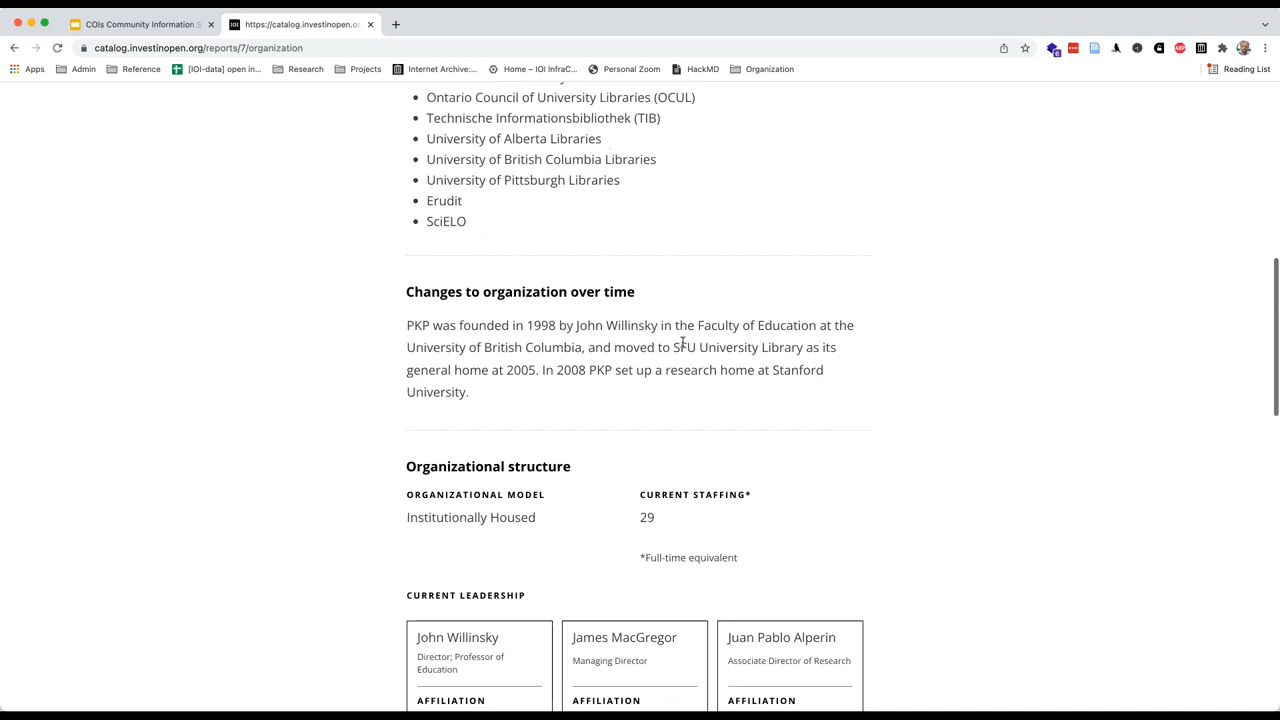 COIs Community Information S
https://catalog.investinopen.or
catalog.investinopen.org/reports/7/organization
Apps Admin Reference [IOI-data] open in... Research Projects Internet Archive:... Home – IOI InfraC... Personal Zoom HackMD Organization Reading List
Ontario Council of University Libraries (OCUL)
Technische Informationsbibliothek (TIB)
University of Alberta Libraries
University of British Columbia Libraries
University of Pittsburgh Libraries
Erudit
SciELO
Changes to organization over time
PKP was founded in 1998 by John Willinsky in the Faculty of Education at the
University of British Columbia, and moved to SFU University Library as its
general home at 2005. In 2008 PKP set up a research home at Stanford
University.
Organizational structure
ORGANIZATIONAL MODEL CURRENT STAFFING*
Institutionally Housed 29
*Full-time equivalent
CURRENT LEADERSHIP
John Willinsky James MacGregor Juan Pablo Alperin
Director; Professor of Managing Director Associate Director of Research
Education
AFFILIATION AFFILIATION AFFILIATION